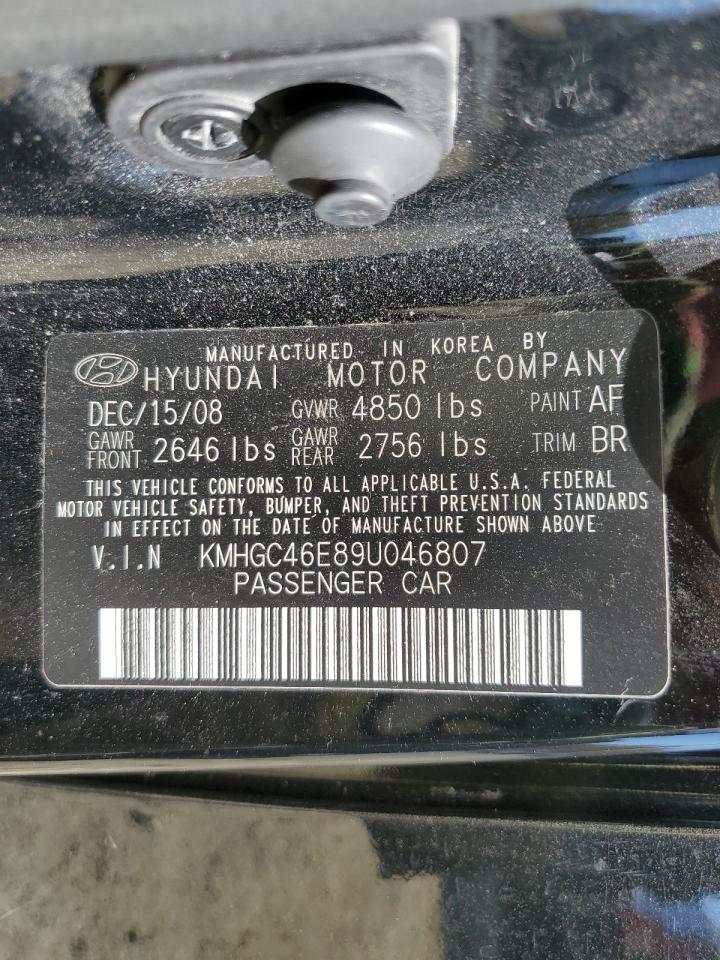 MANUFACTURED IN KOREA BY
HYUNDAI MOTOR COMPANY
DEC/15/08 GVWR 4850 lbs PAINT AF
GAWR FRONT 2646 lbs GAWR REAR 2756 lbs TRIM BR
THIS VEHICLE CONFORMS TO ALL APPLICABLE U.S.A. FEDERAL
MOTOR VEHICLE SAFETY, BUMPER, AND THEFT PREVENTION STANDARDS
IN EFFECT ON THE DATE OF MANUFACTURE SHOWN ABOVE
V.I.N KMHGC46E89U046807
PASSENGER CAR